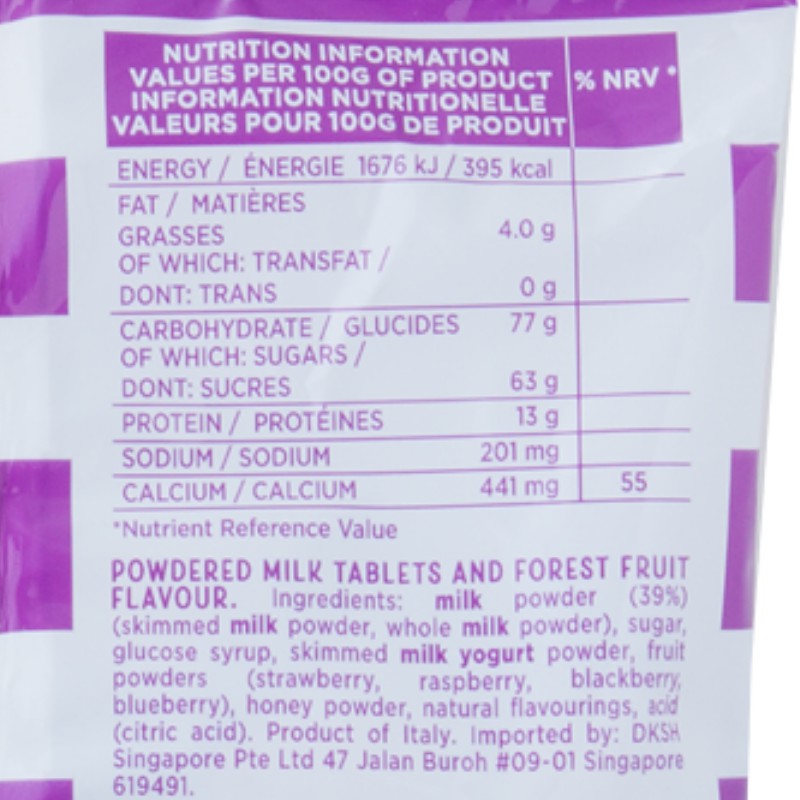 NUTRITION INFORMATION
VALUES PER 100G OF PRODUCT
INFORMATION NUTRITIONELLE
VALEURS POUR 100G DE PRODUIT
% NRV *
ENERGY / ÉNERGIE 1676 kJ / 395 kcal
FAT / MATIÈRES
GRASSES 4.0 g
OF WHICH: TRANSFAT /
DONT: TRANS 0 g
CARBOHYDRATE / GLUCIDES 77 g
OF WHICH: SUGARS /
DONT: SUCRES 63 g
PROTEIN / PROTÉINES 13 g
SODIUM / SODIUM 201 mg
CALCIUM / CALCIUM 441 mg 55
*Nutrient Reference Value
POWDERED MILK TABLETS AND FOREST FRUIT
FLAVOUR. Ingredients: milk powder (39%)
(skimmed milk powder, whole milk powder), sugar,
glucose syrup, skimmed milk yogurt powder, fruit
powders (strawberry, raspberry, blackberry,
blueberry), honey powder, natural flavourings, acid
(citric acid). Product of Italy. Imported by: DKSH
Singapore Pte Ltd 47 Jalan Buroh #09-01 Singapore
619491.